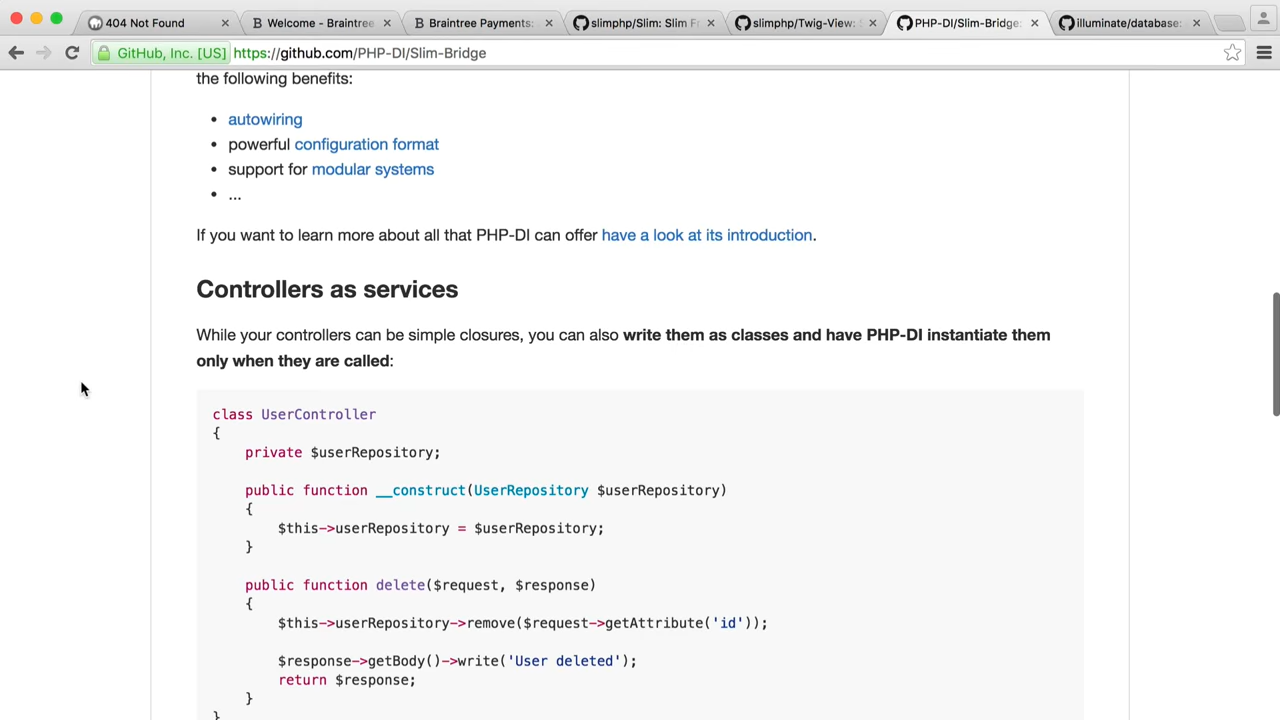 404 Not Found
Welcome - Braintree
Braintree Payments:
slimphp/Slim: Slim F
slimphp/Twig-View:
PHP-DI/Slim-Bridge:
illuminate/database:
GitHub, Inc. [US] https://github.com/PHP-DI/Slim-Bridge
the following benefits:
• autowiring
• powerful configuration format
• support for modular systems
• ...
If you want to learn more about all that PHP-DI can offer have a look at its introduction.
Controllers as services
While your controllers can be simple closures, you can also write them as classes and have PHP-DI instantiate them
only when they are called:
class UserController
{
private $userRepository;
public function __construct(UserRepository $userRepository)
{
$this->userRepository = $userRepository;
}
public function delete($request, $response)
{
$this->userRepository->remove($request->getAttribute('id'));
$response->getBody()->write('User deleted');
return $response;
}
}